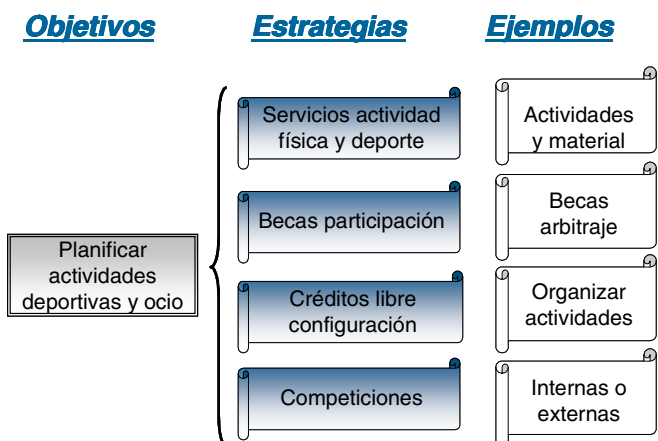 Objetivos
Estrategias
Ejemplos
Planificar
actividades
deportivas y ocio
Servicios actividad
física y deporte
Actividades
y material
Becas participación
Becas
arbitraje
Créditos libre
configuración
Organizar
actividades
Competiciones
Internas o
externas